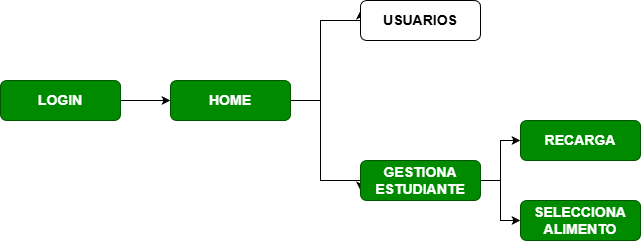 USUARIOS
LOGIN
HOME
GESTIONA
ESTUDIANTE
RECARGA
SELECCIONA
ALIMENTO